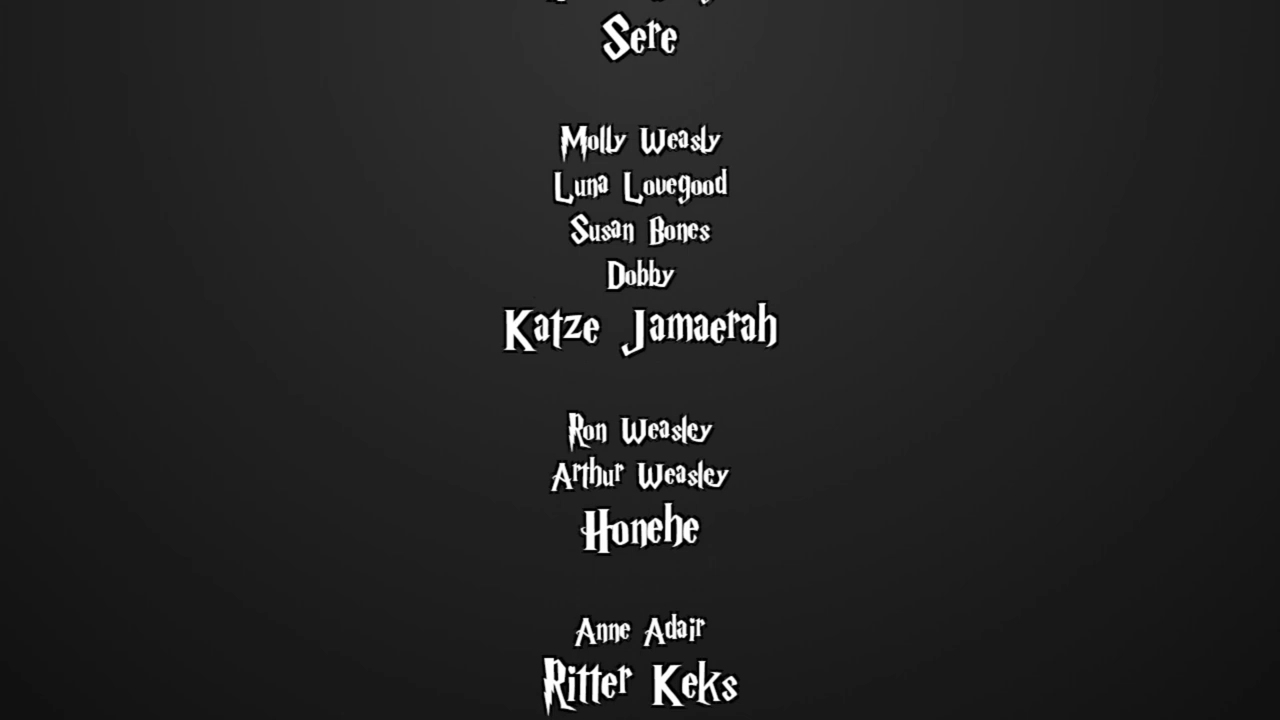 Sere
Molly Weasly
Luna Lovegood
Susan Bones
Dobby
Katze Jamaerah
Ron Weasley
Arthur Weasley
Honehe
Anne Adair
Ritter Keks